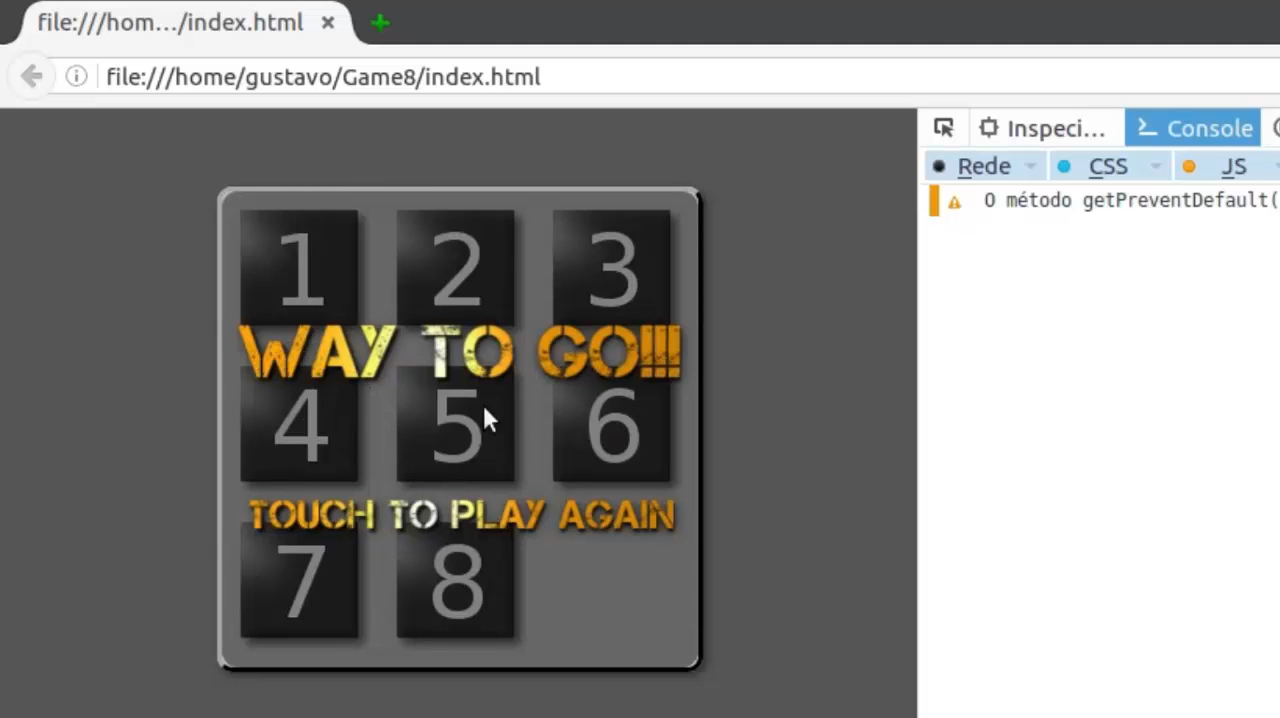 file:///hom…/index.html
file:///home/gustavo/Game8/index.html
Inspeci…
Console
Rede
CSS
JS
O método getPreventDefault(
1 2 3
WAY TO GO!!!
4 5 6
TOUCH TO PLAY AGAIN
7 8